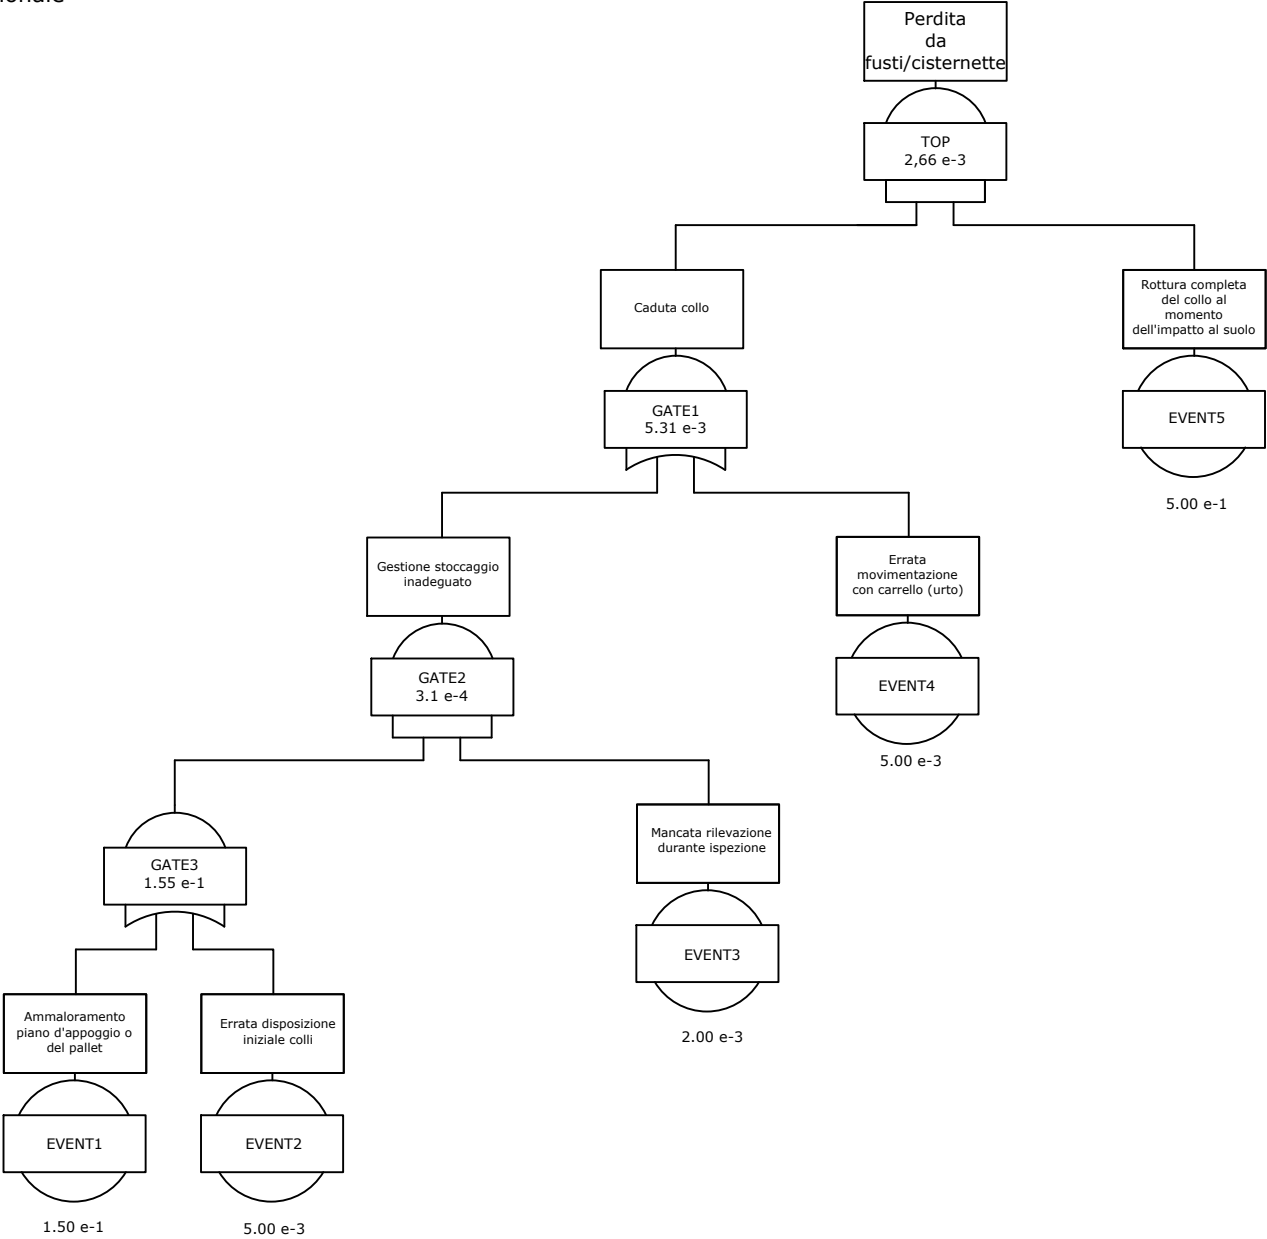 Perdita
da
fusti/cisternette
TOP
2,66 e-3
Caduta collo
Rottura completa
del collo al
momento
dell'impatto al suolo
GATE1
5.31 e-3
EVENT5
5.00 e-1
Gestione stoccaggio
inadeguato
Errata
movimentazione
con carrello (urto)
GATE2
3.1 e-4
EVENT4
5.00 e-3
Mancata rilevazione
durante ispezione
GATE3
1.55 e-1
EVENT3
2.00 e-3
Ammaloramento
piano d'appoggio o
del pallet
Errata disposizione
iniziale colli
EVENT1
EVENT2
1.50 e-1
5.00 e-3